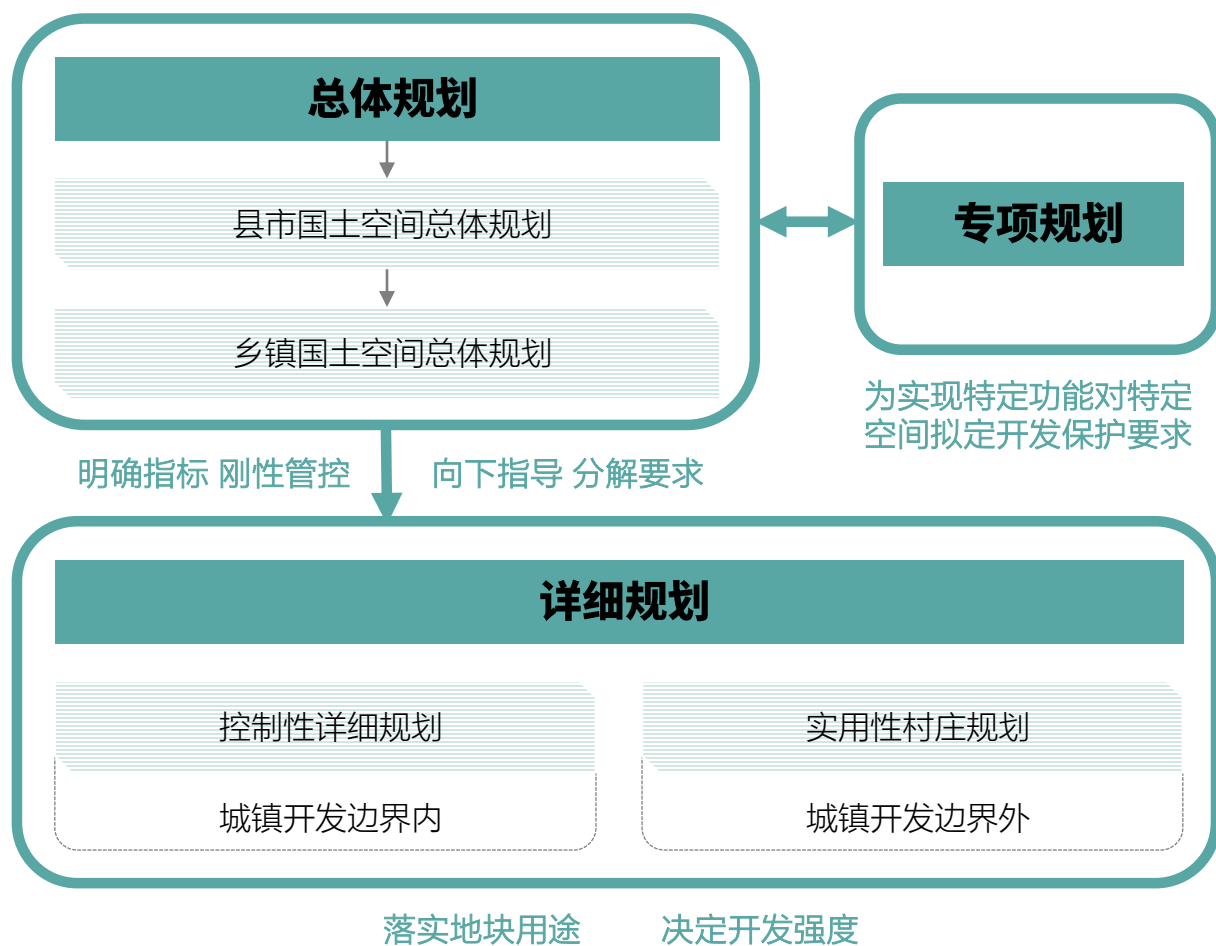 总体规划
县市国土空间总体规划
乡镇国土空间总体规划
专项规划
为实现特定功能对特定
空间拟定开发保护要求
明确指标 刚性管控
向下指导 分解要求
详细规划
控制性详细规划
城镇开发边界内
实用性村庄规划
城镇开发边界外
落实地块用途
决定开发强度